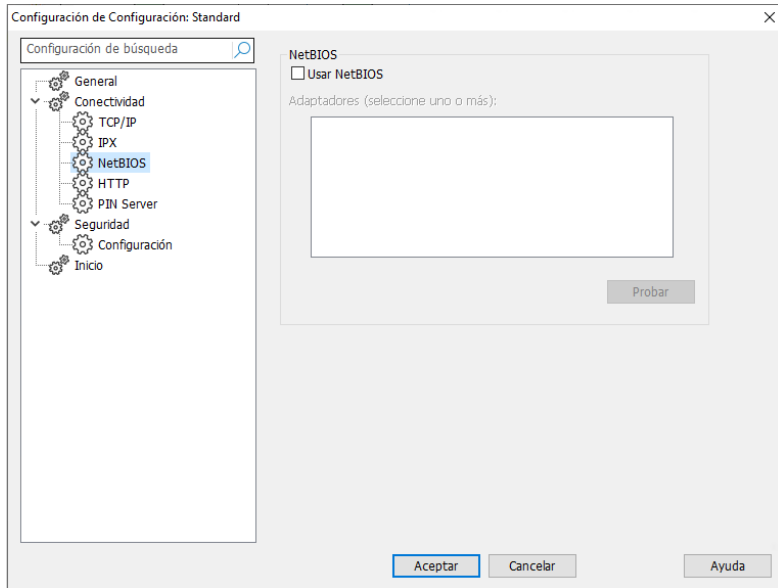 Configuración de Configuración: Standard
Configuración de búsqueda
General
Conectividad
TCP/IP
IPX
NetBIOS
HTTP
PIN Server
Seguridad
Configuración
Inicio
NetBIOS
Usar NetBIOS
Adaptadores (seleccione uno o más):
Probar
Aceptar
Cancelar
Ayuda